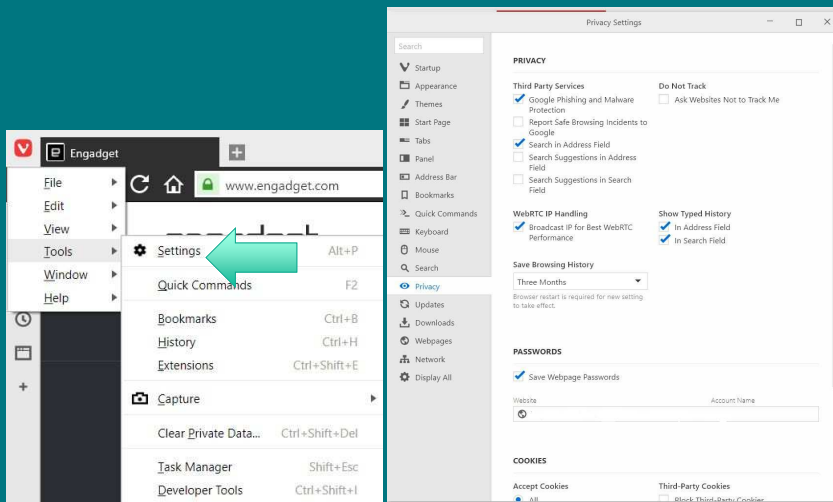 Engadget
www.engadget.com
File
Edit
View
Tools
Window
Help
Settings Alt+P
Quick Commands F2
Bookmarks Ctrl+B
History Ctrl+H
Extensions Ctrl+Shift+E
Capture
Clear Private Data... Ctrl+Shift+Del
Task Manager Shift+Esc
Developer Tools Ctrl+Shift+I
Privacy Settings
Search
Startup
Appearance
Themes
Start Page
Tabs
Panel
Address Bar
Bookmarks
Quick Commands
Keyboard
Mouse
Search
Privacy
Updates
Downloads
Webpages
Network
Display All
PRIVACY
Third Party Services
Google Phishing and Malware
Protection
Report Safe Browsing Incidents to
Google
Search in Address Field
Search Suggestions in Address
Field
Search Suggestions in Search
Field
Do Not Track
Ask Websites Not to Track Me
WebRTC IP Handling
Broadcast IP for Best WebRTC
Performance
Show Typed History
In Address Field
In Search Field
Save Browsing History
Three Months
Browser restart is required for new setting
to take effect.
PASSWORDS
Save Webpage Passwords
Website Account Name
COOKIES
Accept Cookies
All
Third-Party Cookies
Block Third-Party Cookies